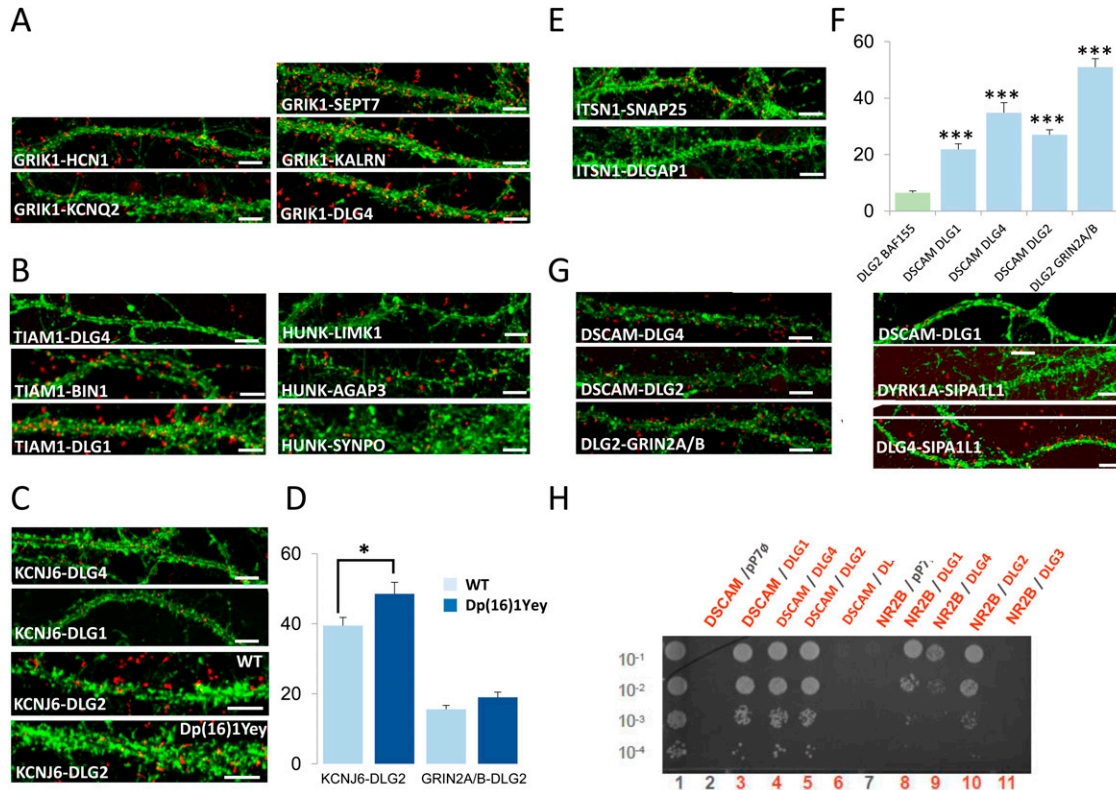 A
GRIK1-SEPT7
GRIK1-HCN1
GRIK1-KALRN
GRIK1-KCNQ2
GRIK1-DLG4
B
TIAM1-DLG4
HUNK-LIMK1
TIAM1-BIN1
HUNK-AGAP3
TIAM1-DLG1
HUNK-SYNPO
C
KCNJ6-DLG4
KCNJ6-DLG1
WT
KCNJ6-DLG2
Dp(16)1Yey
KCNJ6-DLG2
D
60
40
20
0
*
WT
Dp(16)1Yey
KCNJ6-DLG2
GRIN2A/B-DLG2
E
ITSN1-SNAP25
ITSN1-DLGAP1
F
60
40
20
0
***
***
***
***
DLG2 BAF155
DSCAM DLG1
DSCAM DLG4
DSCAM DLG2
DLG2 GRIN2A/B
G
DSCAM-DLG4
DSCAM-DLG2
DLG2-GRIN2A/B
DSCAM-DLG1
DYRK1A-SIPA1L1
DLG4-SIPA1L1
H
DSCAM/pP7ø
DSCAM / DLG1
DSCAM / DLG4
DSCAM / DLG2
DSCAM / DL
NR2B / pP7
NR2B / DLG1
NR2B / DLG4
NR2B / DLG2
NR2B / DLG3
10⁻¹
10⁻²
10⁻³
10⁻⁴
1 2 3 4 5 6 7 8 9 10 11